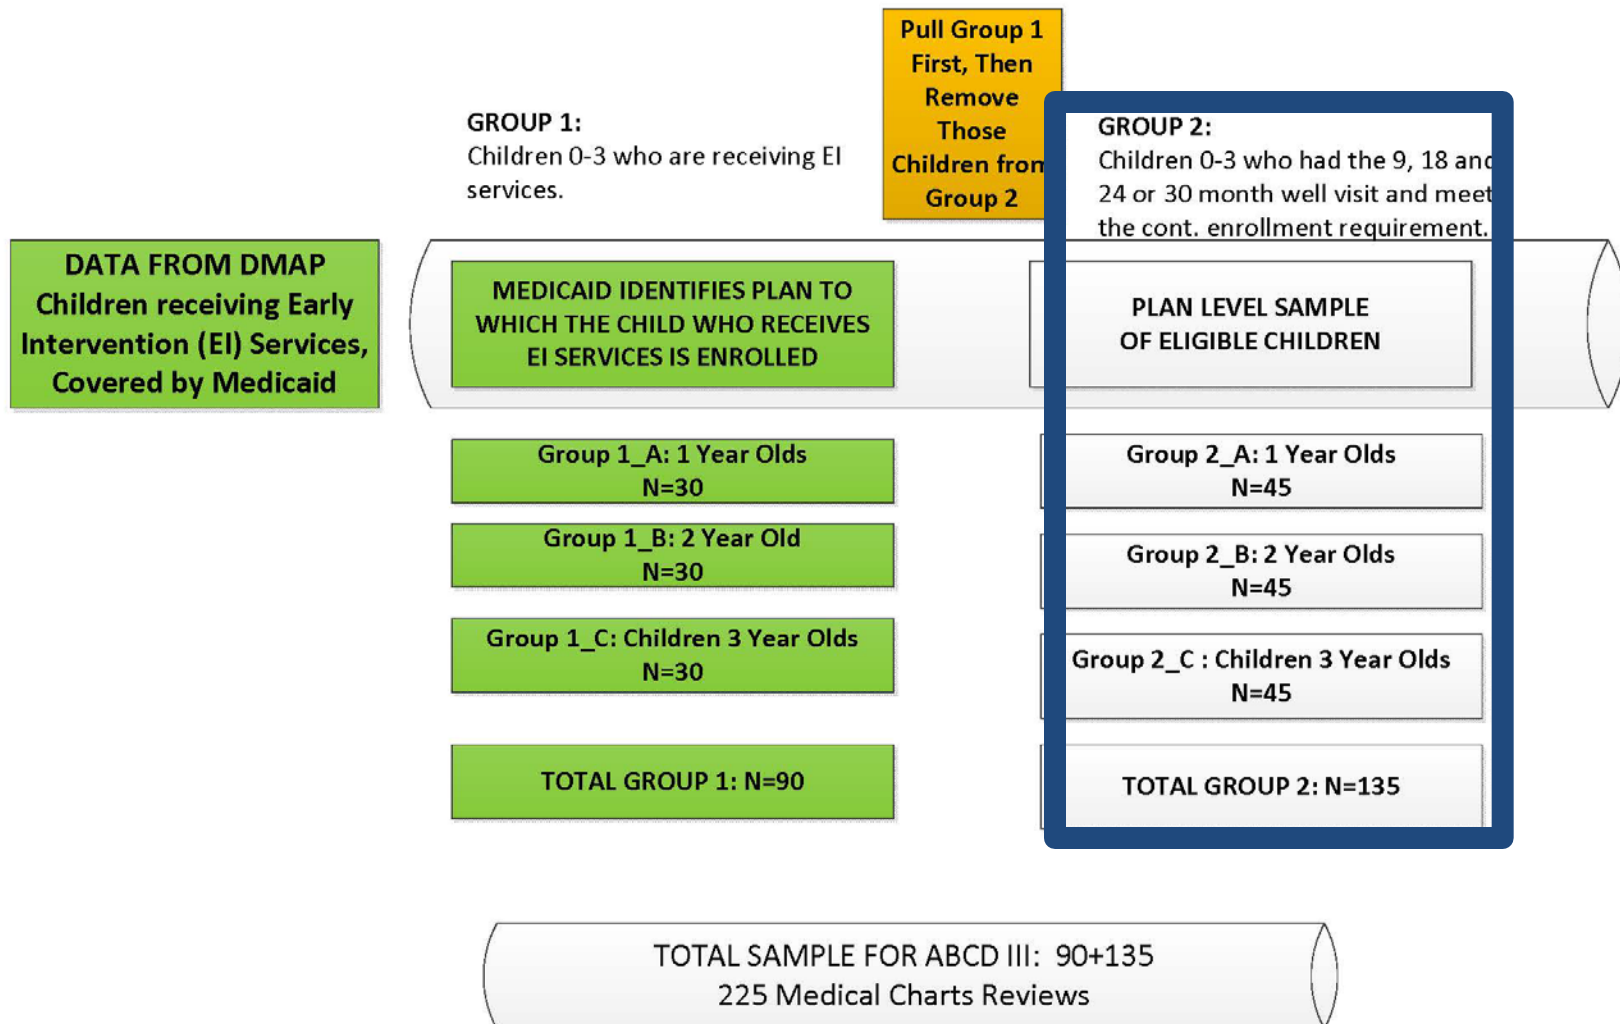 Pull Group 1
First, Then
Remove
Those
Children from
Group 2
GROUP 1:
Children 0-3 who are receiving EI
services.
GROUP 2:
Children 0-3 who had the 9, 18 and
24 or 30 month well visit and meet
the cont. enrollment requirement.
DATA FROM DMAP
Children receiving Early
Intervention (EI) Services,
Covered by Medicaid
MEDICAID IDENTIFIES PLAN TO
WHICH THE CHILD WHO RECEIVES
EI SERVICES IS ENROLLED
PLAN LEVEL SAMPLE
OF ELIGIBLE CHILDREN
Group 1_A: 1 Year Olds
N=30
Group 2_A: 1 Year Olds
N=45
Group 1_B: 2 Year Old
N=30
Group 2_B: 2 Year Olds
N=45
Group 1_C: Children 3 Year Olds
N=30
Group 2_C : Children 3 Year Olds
N=45
TOTAL GROUP 1: N=90
TOTAL GROUP 2: N=135
TOTAL SAMPLE FOR ABCD III: 90+135
225 Medical Charts Reviews